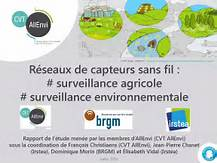 CVT
AllEnvi
Réseaux de capteurs sans fil :
# surveillance agricole
# surveillance environnementale
brgm
irstea
Rapport de l'étude menée par les membres d'AllEnvi (CVT AllEnvi)
sous la coordination de François Christiaens (CVT AllEnvi), Jean-Pierre Chanet
(Irstea), Dominique Morin (BRGM) et Elisabeth Vidal (Irstea)